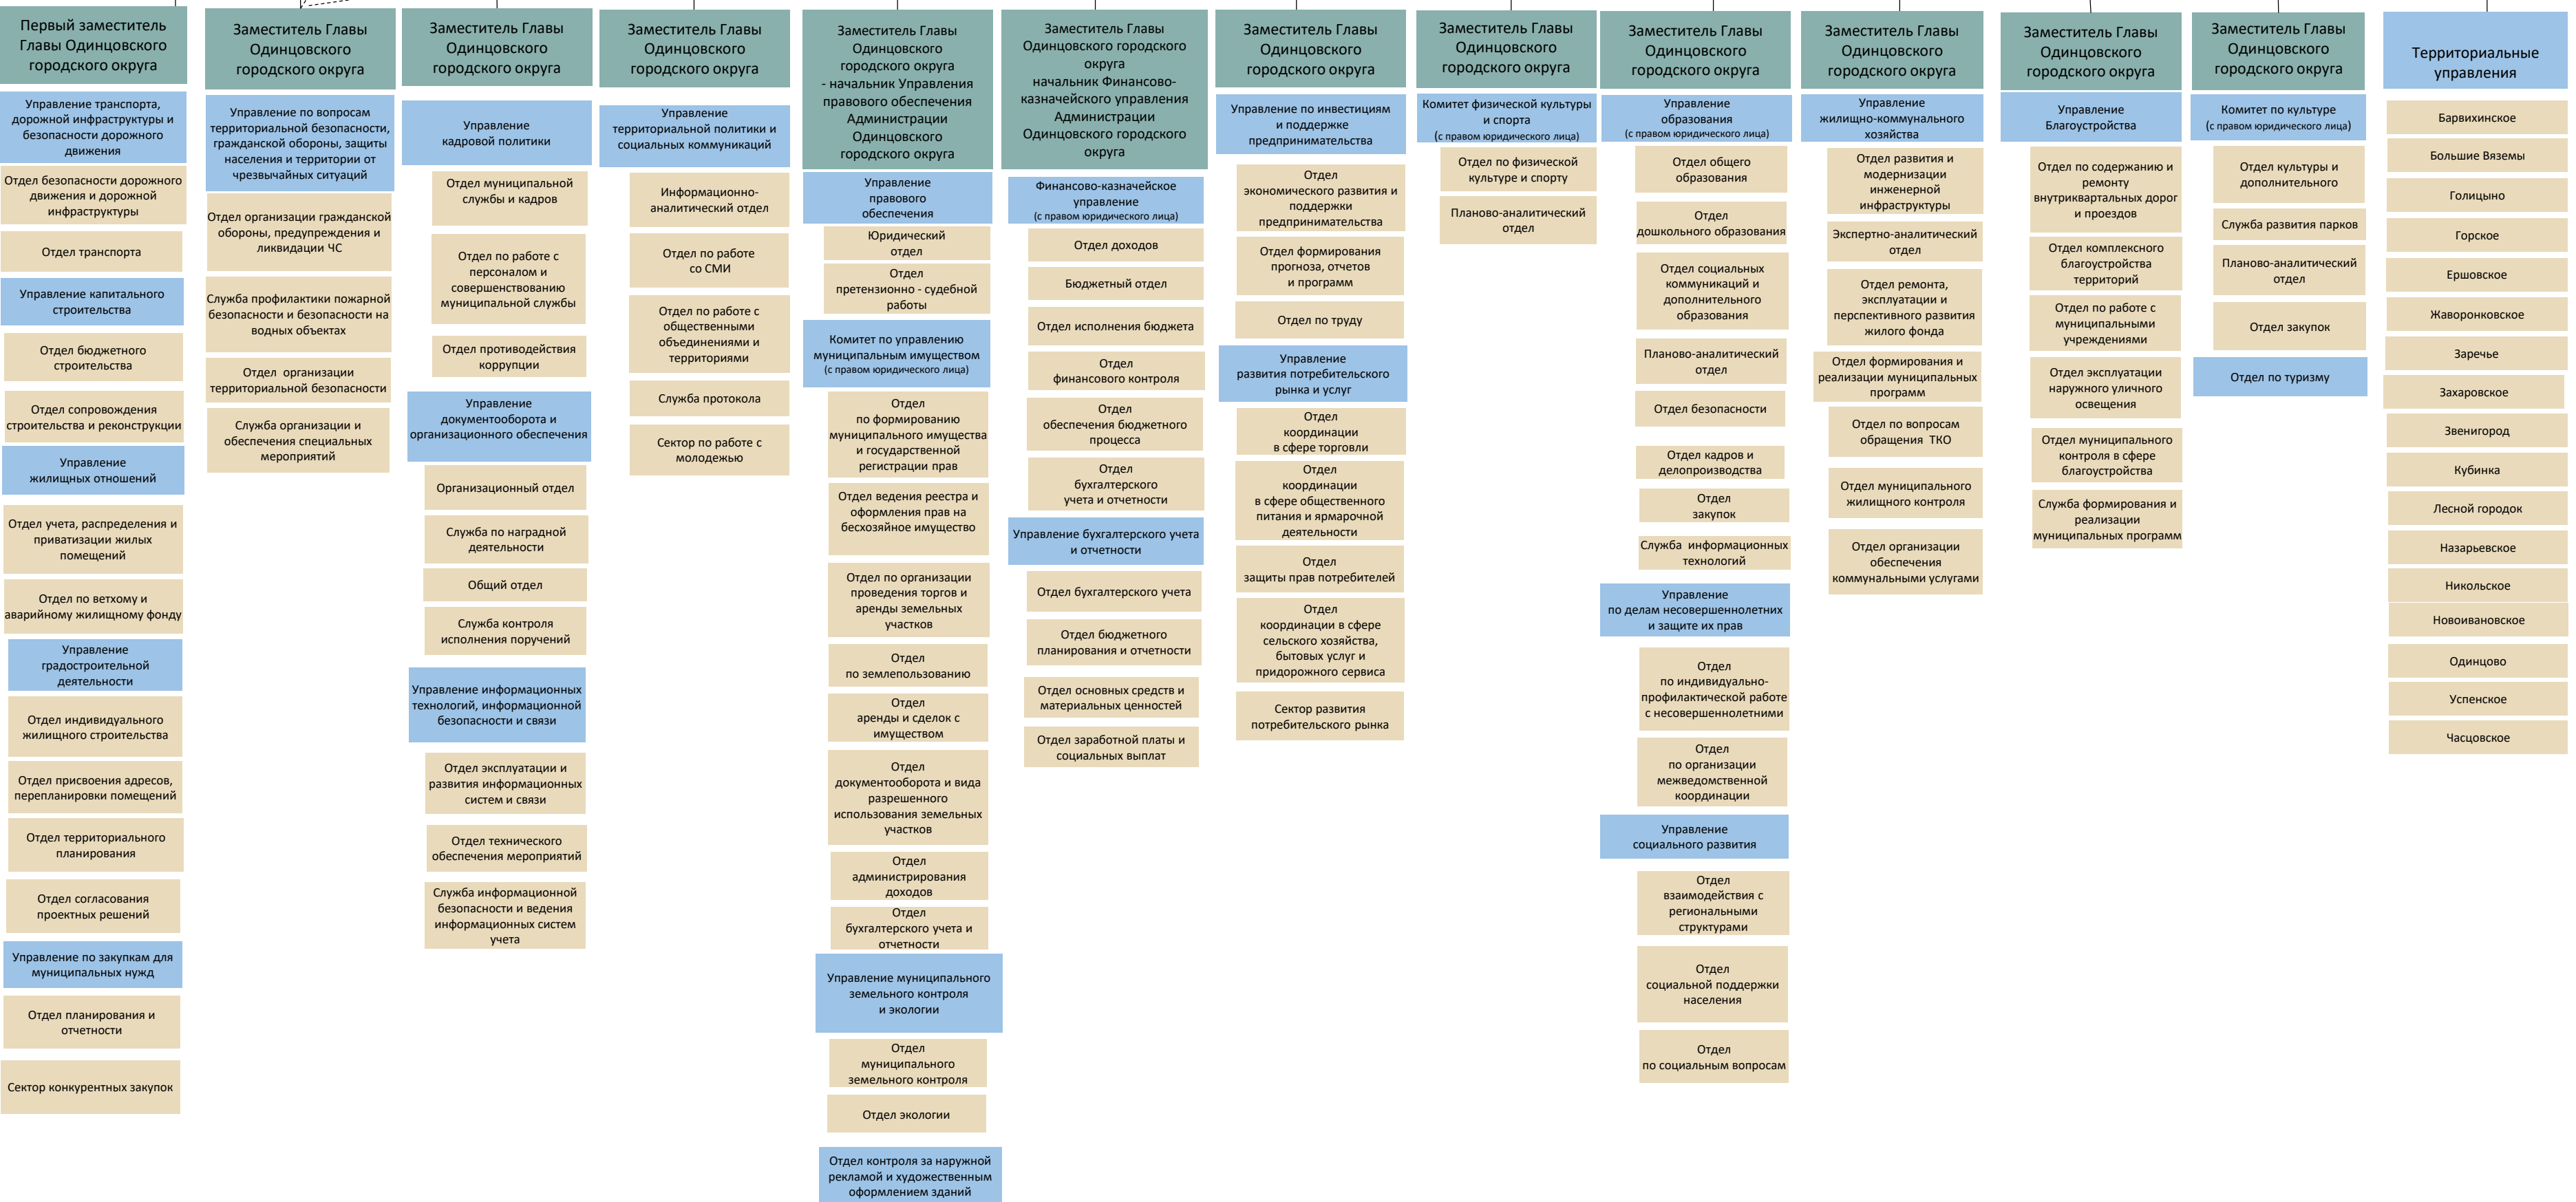 Первый заместитель
Главы Одинцовского
городского округа
Управление транспорта,
дорожной инфраструктуры и
безопасности дорожного
движения
Отдел безопасности дорожного
движения и дорожной
инфраструктуры
Отдел транспорта
Управление капитального
строительства
Отдел бюджетного
строительства
Отдел сопровождения
строительства и реконструкции
Управление
жилищных отношений
Отдел учета, распределения и
приватизации жилых
помещений
Отдел по ветхому и
аварийному жилищному фонду
Управление
градостроительной
деятельности
Отдел индивидуального
жилищного строительства
Отдел присвоения адресов,
перепланировки помещений
Отдел территориального
планирования
Отдел согласования
проектных решений
Управление по закупкам для
муниципальных нужд
Отдел планирования и
отчетности
Сектор конкурентных закупок
Заместитель Главы
Одинцовского
городского округа
Управление по вопросам
территориальной безопасности,
гражданской обороны, защиты
населения и территории от
чрезвычайных ситуаций
Отдел организации гражданской
обороны, предупреждения и
ликвидации ЧС
Служба профилактики пожарной
безопасности и безопасности на
водных объектах
Отдел организации
территориальной безопасности
Служба организации и
обеспечения специальных
мероприятий
Заместитель Главы
Одинцовского
городского округа
Управление
кадровой политики
Отдел муниципальной
службы и кадров
Отдел по работе с
персоналом и
совершенствованию
муниципальной службы
Отдел противодействия
коррупции
Управление
документооборота и
организационного обеспечения
Организационный отдел
Служба по наградной
деятельности
Общий отдел
Служба контроля
исполнения поручений
Управление информационных
технологий, информационной
безопасности и связи
Отдел эксплуатации и
развития информационных
систем и связи
Отдел технического
обеспечения мероприятий
Служба информационной
безопасности и ведения
информационных систем
учета
Заместитель Главы
Одинцовского
городского округа
Управление
территориальной политики и
социальных коммуникаций
Информационно-
аналитический отдел
Отдел по работе
со СМИ
Отдел по работе с
общественными
объединениями и
территориями
Служба протокола
Сектор по работе с
молодежью
Заместитель Главы
Одинцовского
городского округа
- начальник Управления
правового обеспечения
Администрации
Одинцовского
городского округа
Управление
правового
обеспечения
Юридический
отдел
Отдел
претензионно - судебной
работы
Комитет по управлению
муниципальным имуществом
(с правом юридического лица)
Отдел
по формированию
муниципального имущества
и государственной
регистрации прав
Отдел ведения реестра и
оформления прав на
бесхозяйное имущество
Отдел по организации
проведения торгов и
аренды земельных
участков
Отдел
по землепользованию
Отдел
аренды и сделок с
имуществом
Отдел
документооборота и вида
разрешенного
использования земельных
участков
Отдел
администрирования
доходов
Отдел
бухгалтерского учета и
отчетности
Управление муниципального
земельного контроля
и экологии
Отдел
муниципального
земельного контроля
Отдел экологии
Отдел контроля за наружной
рекламой и художественным
оформлением зданий
Заместитель Главы
Одинцовского городского
округа
начальник Финансово-
казначейского управления
Администрации
Одинцовского городского
округа
Финансово-казначейское
управление
(с правом юридического лица)
Отдел доходов
Бюджетный отдел
Отдел исполнения бюджета
Отдел
финансового контроля
Отдел
обеспечения бюджетного
процесса
Отдел
бухгалтерского
учета и отчетности
Управление бухгалтерского учета
и отчетности
Отдел бухгалтерского учета
Отдел бюджетного
планирования и отчетности
Отдел основных средств и
материальных ценностей
Отдел заработной платы и
социальных выплат
Заместитель Главы
Одинцовского
городского округа
Управление по инвестициям
и поддержке
предпринимательства
Отдел
экономического развития и
поддержки
предпринимательства
Отдел формирования
прогноза, отчетов
и программ
Отдел по труду
Управление
развития потребительского
рынка и услуг
Отдел
координации
в сфере торговли
Отдел
координации
в сфере общественного
питания и ярмарочной
деятельности
Отдел
защиты прав потребителей
Отдел
координации в сфере
сельского хозяйства,
бытовых услуг и
придорожного сервиса
Сектор развития
потребительского рынка
Заместитель Главы
Одинцовского
городского округа
Комитет физической культуры
и спорта
(с правом юридического лица)
Отдел по физической
культуре и спорту
Планово-аналитический
отдел
Заместитель Главы
Одинцовского
городского округа
Управление
образования
(с правом юридического лица)
Отдел общего
образования
Отдел
дошкольного образования
Отдел социальных
коммуникаций и
дополнительного
образования
Планово-аналитический
отдел
Отдел безопасности
Отдел кадров и
делопроизводства
Отдел
закупок
Служба информационных
технологий
Управление
по делам несовершеннолетних
и защите их прав
Отдел
по индивидуально-
профилактической работе
с несовершеннолетними
Отдел
по организации
межведомственной
координации
Управление
социального развития
Отдел
взаимодействия с
региональными
структурами
Отдел
социальной поддержки
населения
Отдел
по социальным вопросам
Заместитель Главы
Одинцовского
городского округа
Управление
жилищно-коммунального
хозяйства
Отдел развития и
модернизации
инженерной
инфраструктуры
Экспертно-аналитический
отдел
Отдел ремонта,
эксплуатации и
перспективного развития
жилого фонда
Отдел формирования и
реализации муниципальных
программ
Отдел по вопросам
обращения ТКО
Отдел муниципального
жилищного контроля
Отдел организации
обеспечения
коммунальными услугами
Заместитель Главы
Одинцовского
городского округа
Управление
Благоустройства
Отдел по содержанию и
ремонту
внутриквартальных дорог
и проездов
Отдел комплексного
благоустройства
территорий
Отдел по работе с
муниципальными
учреждениями
Отдел эксплуатации
наружного уличного
освещения
Отдел муниципального
контроля в сфере
благоустройства
Служба формирования и
реализации
муниципальных программ
Заместитель Главы
Одинцовского
городского округа
Комитет по культуре
(с правом юридического лица)
Отдел культуры и
дополнительного
Служба развития парков
Планово-аналитический
отдел
Отдел закупок
Отдел по туризму
Территориальные
управления
Барвихинское
Большие Вяземы
Голицыно
Горское
Ершовское
Жаворонковское
Заречье
Захаровское
Звенигород
Кубинка
Лесной городок
Назарьевское
Никольское
Новоивановское
Одинцово
Успенское
Часцовское